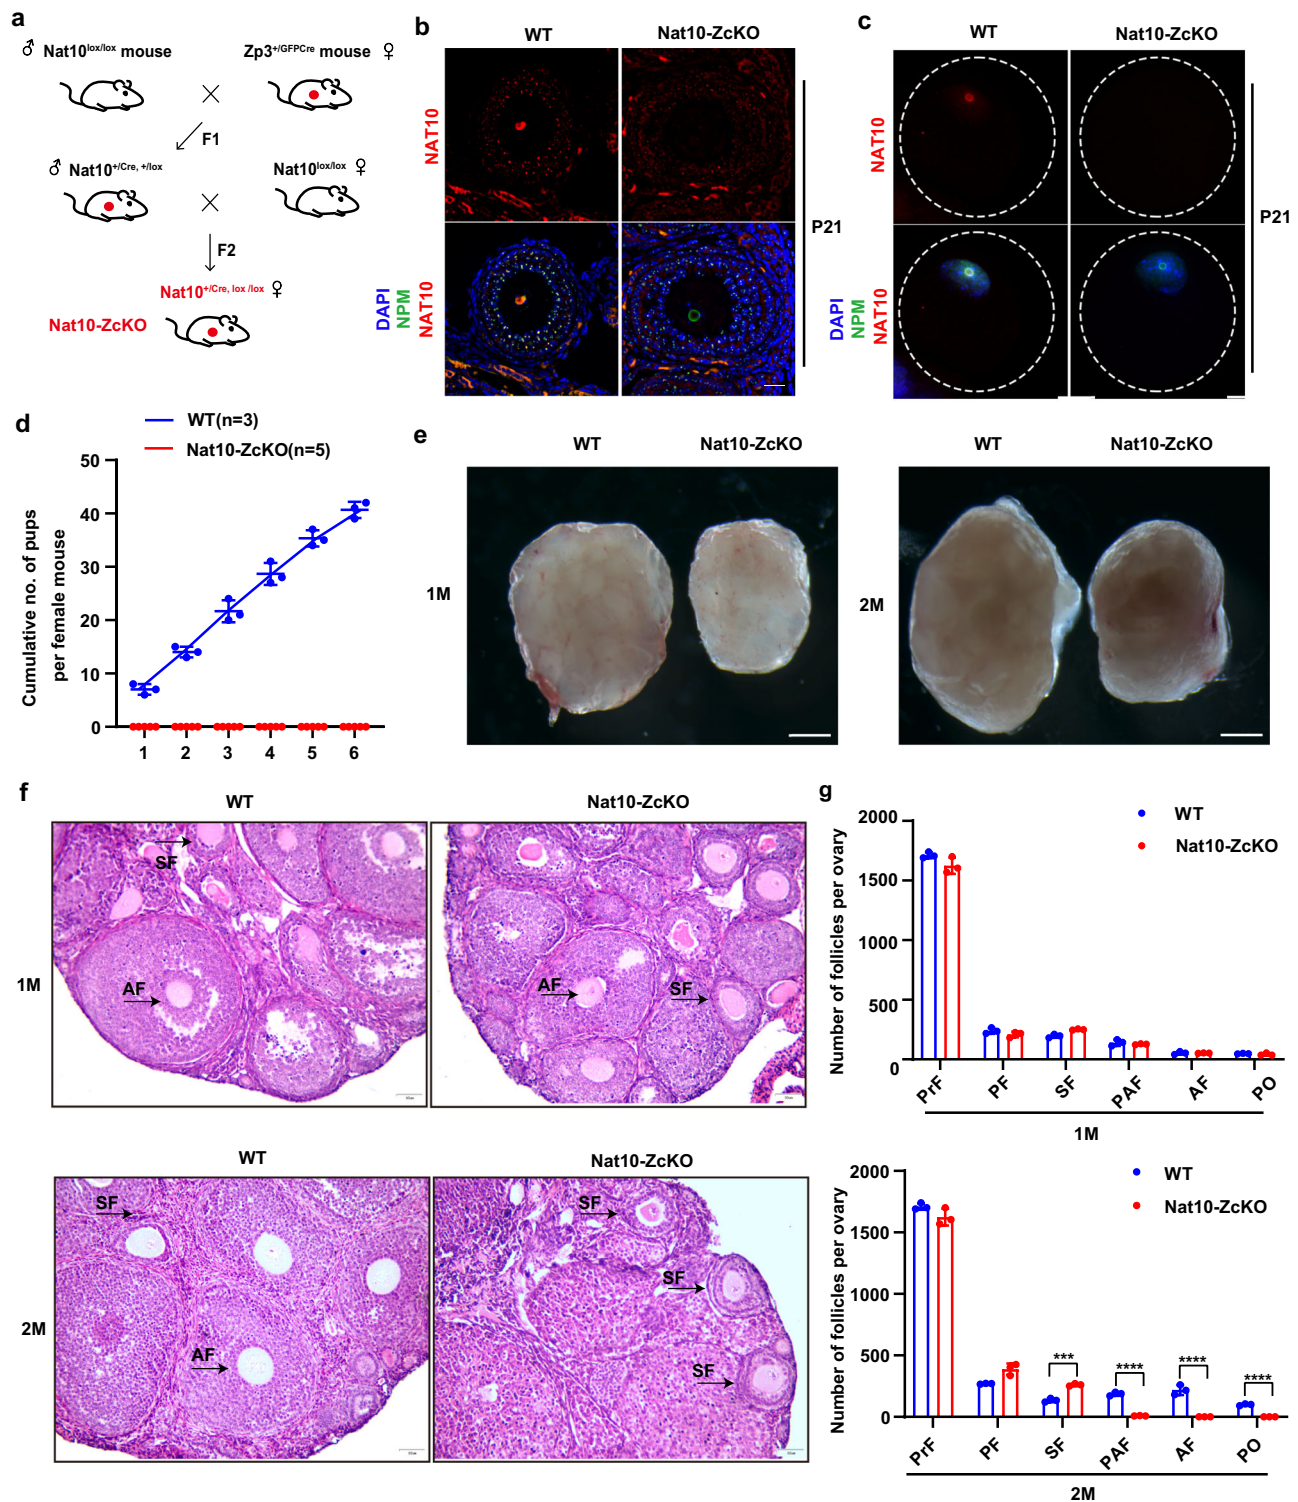 a
♂ Nat10lox/lox mouse
Zp3+/GFPCre mouse ♀
F1
♂ Nat10+/Cre, +/lox
Nat10lox/lox ♀
F2
Nat10+/Cre, lox /lox ♀
Nat10-ZcKO
b
WT
Nat10-ZcKO
NAT10
DAPI
NPM
NAT10
P21
c
WT
Nat10-ZcKO
NAT10
DAPI
NPM
NAT10
P21
d
WT(n=3)
Nat10-ZcKO(n=5)
Cumulative no. of pups
per female mouse
50
40
30
20
10
0
1 2 3 4 5 6
e
WT
Nat10-ZcKO
1M
WT
Nat10-ZcKO
2M
f
WT
Nat10-ZcKO
1M
SF
AF
AF
SF
WT
Nat10-ZcKO
2M
SF
AF
SF
SF
SF
g
WT
Nat10-ZcKO
Number of follicles per ovary
2000
1500
1000
500
0
PrF PF SF PAF AF PO
1M
WT
Nat10-ZcKO
Number of follicles per ovary
2000
1500
1000
500
0
*** **** **** ****
PrF PF SF PAF AF PO
2M